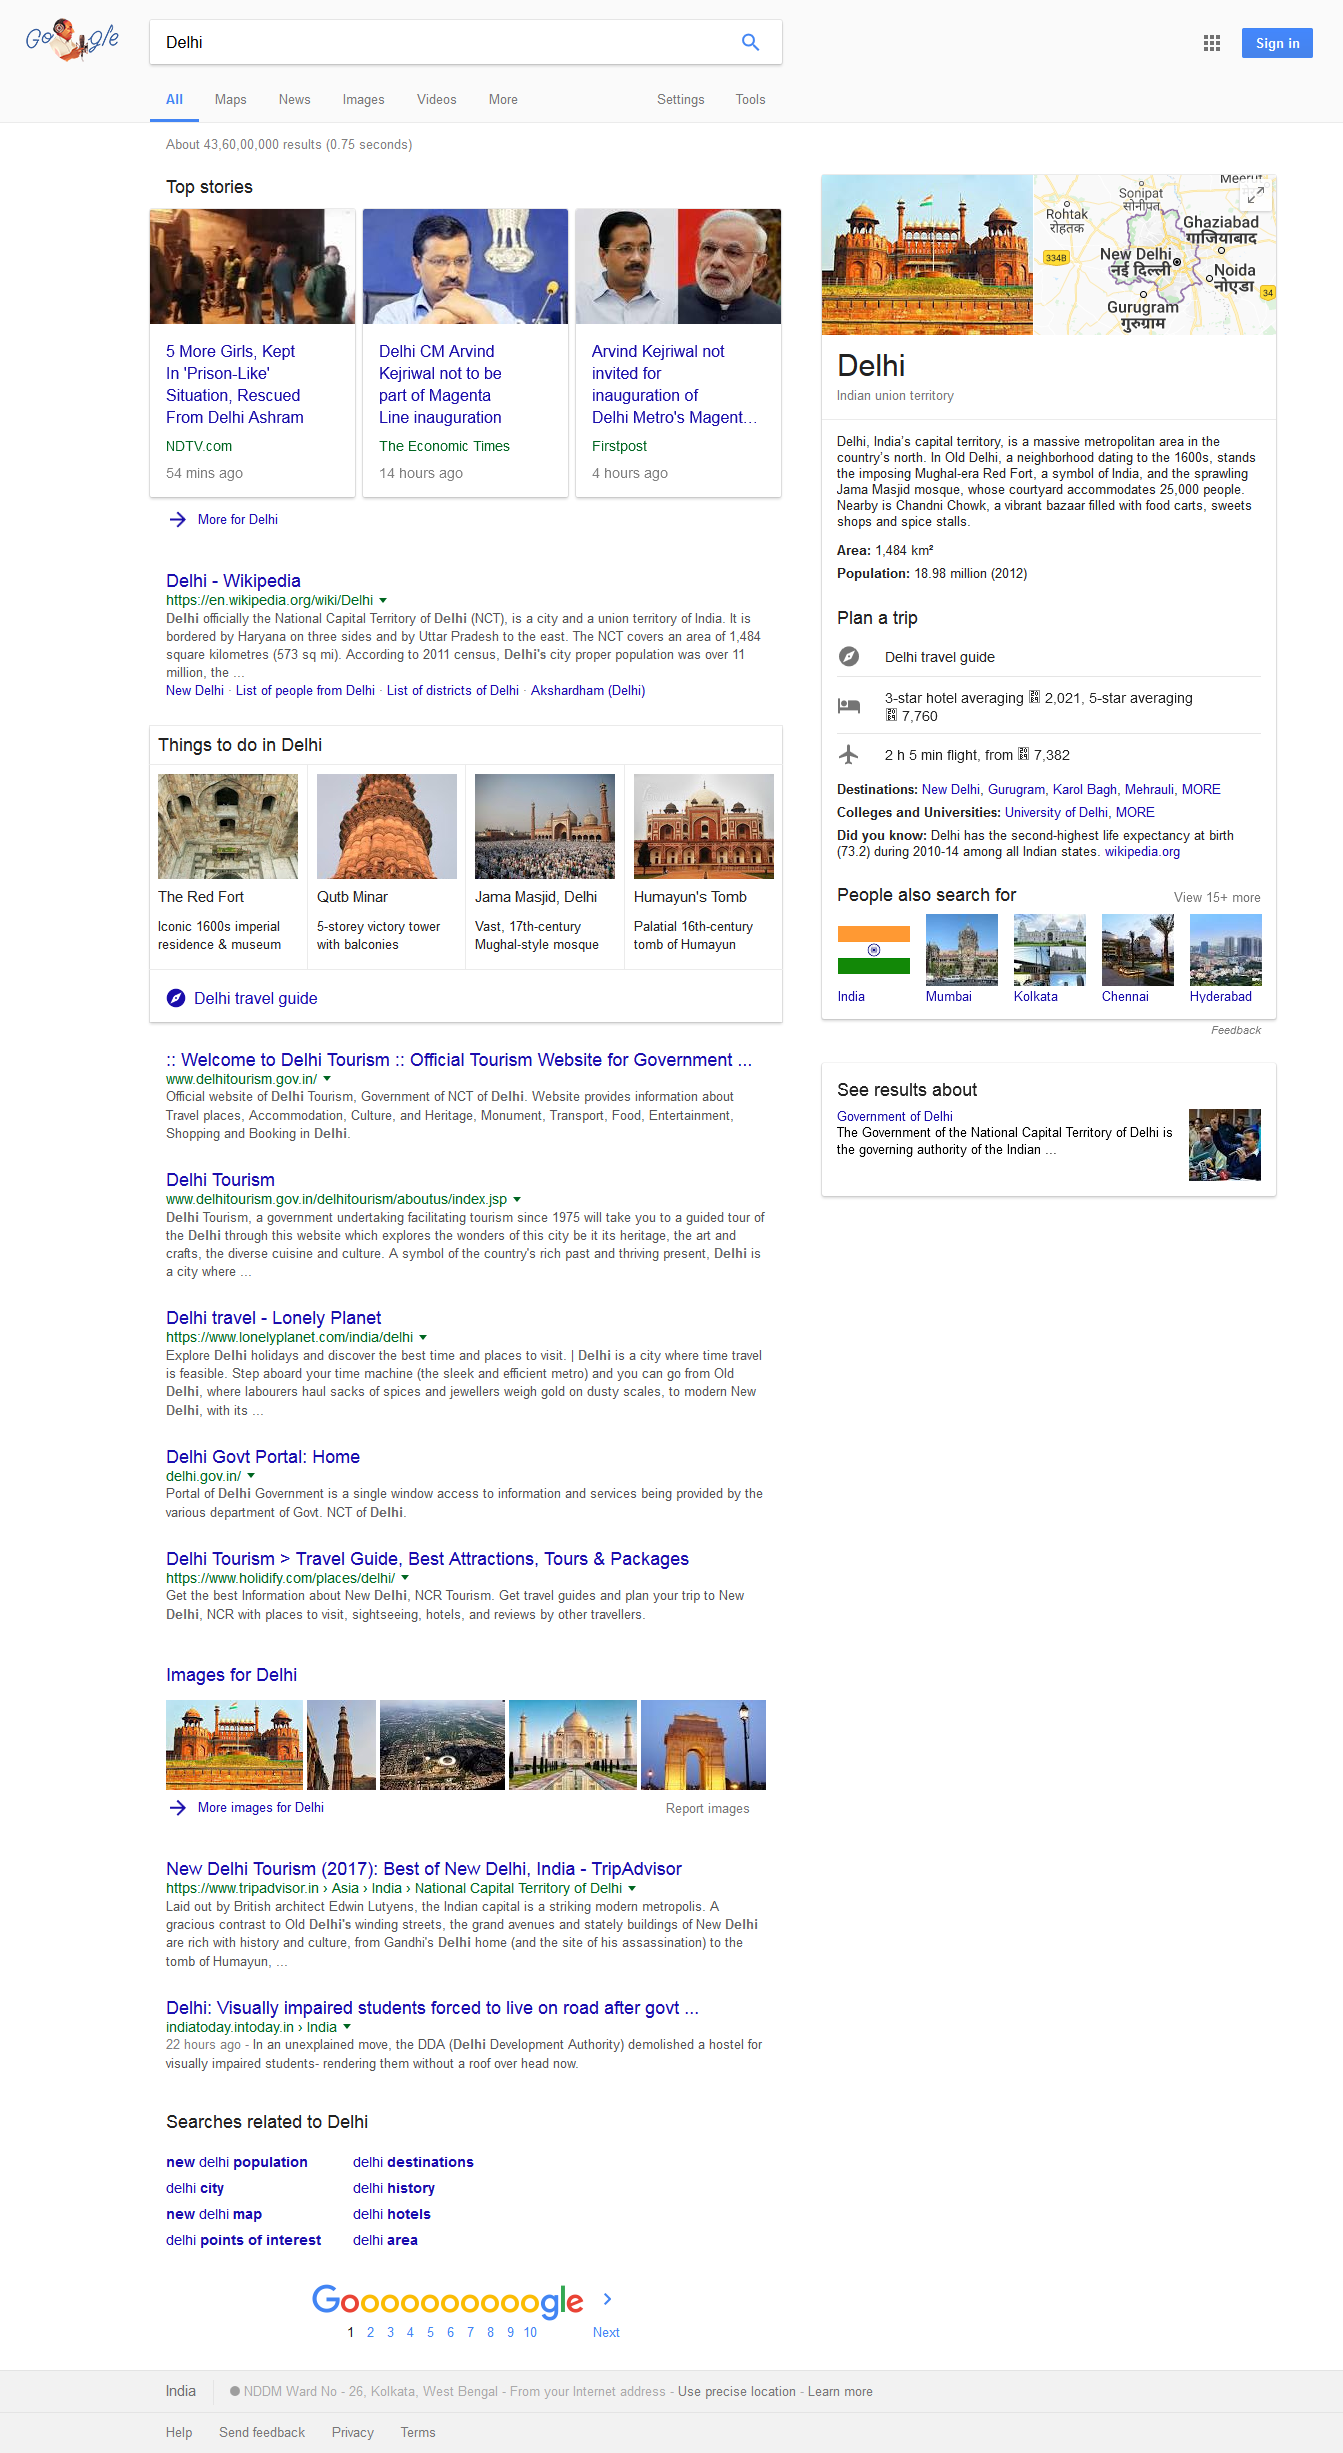 Google
Delhi
Sign in
All Maps News Images Videos More Settings Tools
About 43,60,00,000 results (0.75 seconds)
Top stories
5 More Girls, Kept
In 'Prison-Like'
Situation, Rescued
From Delhi Ashram
NDTV.com
54 mins ago
Delhi CM Arvind
Kejriwal not to be
part of Magenta
Line inauguration
The Economic Times
14 hours ago
Arvind Kejriwal not
invited for
inauguration of
Delhi Metro's Magent...
Firstpost
4 hours ago
More for Delhi
Delhi - Wikipedia
https://en.wikipedia.org/wiki/Delhi
Delhi officially the National Capital Territory of Delhi (NCT), is a city and a union territory of India. It is
bordered by Haryana on three sides and by Uttar Pradesh to the east. The NCT covers an area of 1,484
square kilometres (573 sq mi). According to 2011 census, Delhi's city proper population was over 11
million, the ...
New Delhi · List of people from Delhi · List of districts of Delhi · Akshardham (Delhi)
Things to do in Delhi
The Red Fort
Iconic 1600s imperial
residence & museum
Qutb Minar
5-storey victory tower
with balconies
Jama Masjid, Delhi
Vast, 17th-century
Mughal-style mosque
Humayun's Tomb
Palatial 16th-century
tomb of Humayun
Delhi travel guide
:: Welcome to Delhi Tourism :: Official Tourism Website for Government ...
www.delhitourism.gov.in/
Official website of Delhi Tourism, Government of NCT of Delhi. Website provides information about
Travel places, Accommodation, Culture, and Heritage, Monument, Transport, Food, Entertainment,
Shopping and Booking in Delhi.
Delhi Tourism
www.delhitourism.gov.in/delhitourism/aboutus/index.jsp
Delhi Tourism, a government undertaking facilitating tourism since 1975 will take you to a guided tour of
the Delhi through this website which explores the wonders of this city be it its heritage, the art and
crafts, the diverse cuisine and culture. A symbol of the country's rich past and thriving present, Delhi is
a city where ...
Delhi travel - Lonely Planet
https://www.lonelyplanet.com/india/delhi
Explore Delhi holidays and discover the best time and places to visit. | Delhi is a city where time travel
is feasible. Step aboard your time machine (the sleek and efficient metro) and you can go from Old
Delhi, where labourers haul sacks of spices and jewellers weigh gold on dusty scales, to modern New
Delhi, with its ...
Delhi Govt Portal: Home
delhi.gov.in/
Portal of Delhi Government is a single window access to information and services being provided by the
various department of Govt. NCT of Delhi.
Delhi Tourism > Travel Guide, Best Attractions, Tours & Packages
https://www.holidify.com/places/delhi/
Get the best Information about New Delhi, NCR Tourism. Get travel guides and plan your trip to New
Delhi, NCR with places to visit, sightseeing, hotels, and reviews by other travellers.
Images for Delhi
More images for Delhi
Report images
New Delhi Tourism (2017): Best of New Delhi, India - TripAdvisor
https://www.tripadvisor.in › Asia › India › National Capital Territory of Delhi
Laid out by British architect Edwin Lutyens, the Indian capital is a striking modern metropolis. A
gracious contrast to Old Delhi's winding streets, the grand avenues and stately buildings of New Delhi
are rich with history and culture, from Gandhi's Delhi home (and the site of his assassination) to the
tomb of Humayun, ...
Delhi: Visually impaired students forced to live on road after govt ...
indiatoday.intoday.in › India
22 hours ago - In an unexplained move, the DDA (Delhi Development Authority) demolished a hostel for
visually impaired students- rendering them without a roof over head now.
Searches related to Delhi
new delhi population
delhi city
new delhi map
delhi points of interest
delhi destinations
delhi history
delhi hotels
delhi area
Goooooooooogle
1 2 3 4 5 6 7 8 9 10 Next
Meerut
Sonipat
सोनीपत
Rohtak
रोहतक
Ghaziabad
गाजियाबाद
334B
New Delhi
नई दिल्ली
Noida
नोएडा
34
Gurugram
गुरुग्राम
Delhi
Indian union territory
Delhi, India's capital territory, is a massive metropolitan area in the
country's north. In Old Delhi, a neighborhood dating to the 1600s, stands
the imposing Mughal-era Red Fort, a symbol of India, and the sprawling
Jama Masjid mosque, whose courtyard accommodates 25,000 people.
Nearby is Chandni Chowk, a vibrant bazaar filled with food carts, sweets
shops and spice stalls.
Area: 1,484 km²
Population: 18.98 million (2012)
Plan a trip
Delhi travel guide
3-star hotel averaging 2,021, 5-star averaging
7,760
2 h 5 min flight, from 7,382
Destinations: New Delhi, Gurugram, Karol Bagh, Mehrauli, MORE
Colleges and Universities: University of Delhi, MORE
Did you know: Delhi has the second-highest life expectancy at birth
(73.2) during 2010-14 among all Indian states. wikipedia.org
People also search for
View 15+ more
India
Mumbai
Kolkata
Chennai
Hyderabad
Feedback
See results about
Government of Delhi
The Government of the National Capital Territory of Delhi is
the governing authority of the Indian ...
India
NDDM Ward No - 26, Kolkata, West Bengal - From your Internet address - Use precise location - Learn more
Help Send feedback Privacy Terms